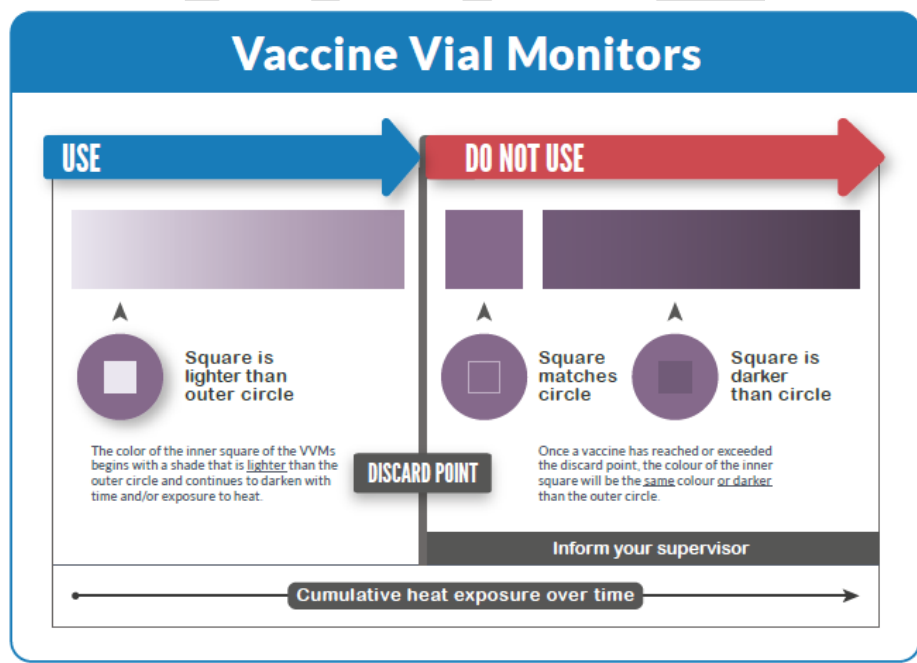 Vaccine Vial Monitors
USE
DO NOT USE
Square is
lighter than
outer circle
Square
matches
circle
Square is
darker
than circle
The color of the inner square of the VVMs
begins with a shade that is lighter than the
outer circle and continues to darken with
time and/or exposure to heat.
DISCARD POINT
Once a vaccine has reached or exceeded
the discard point, the colour of the inner
square will be the same colour or darker
than the outer circle.
Inform your supervisor
Cumulative heat exposure over time